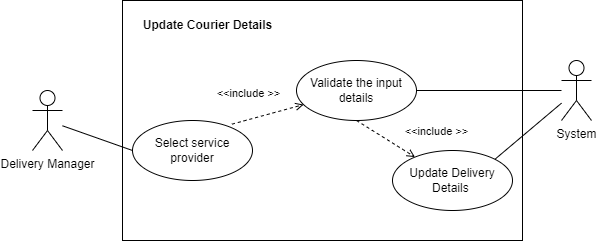 Update Courier Details
Validate the input
details
<<include >>
<<include >>
System
Select service
provider
Delivery Manager
Update Delivery
Details